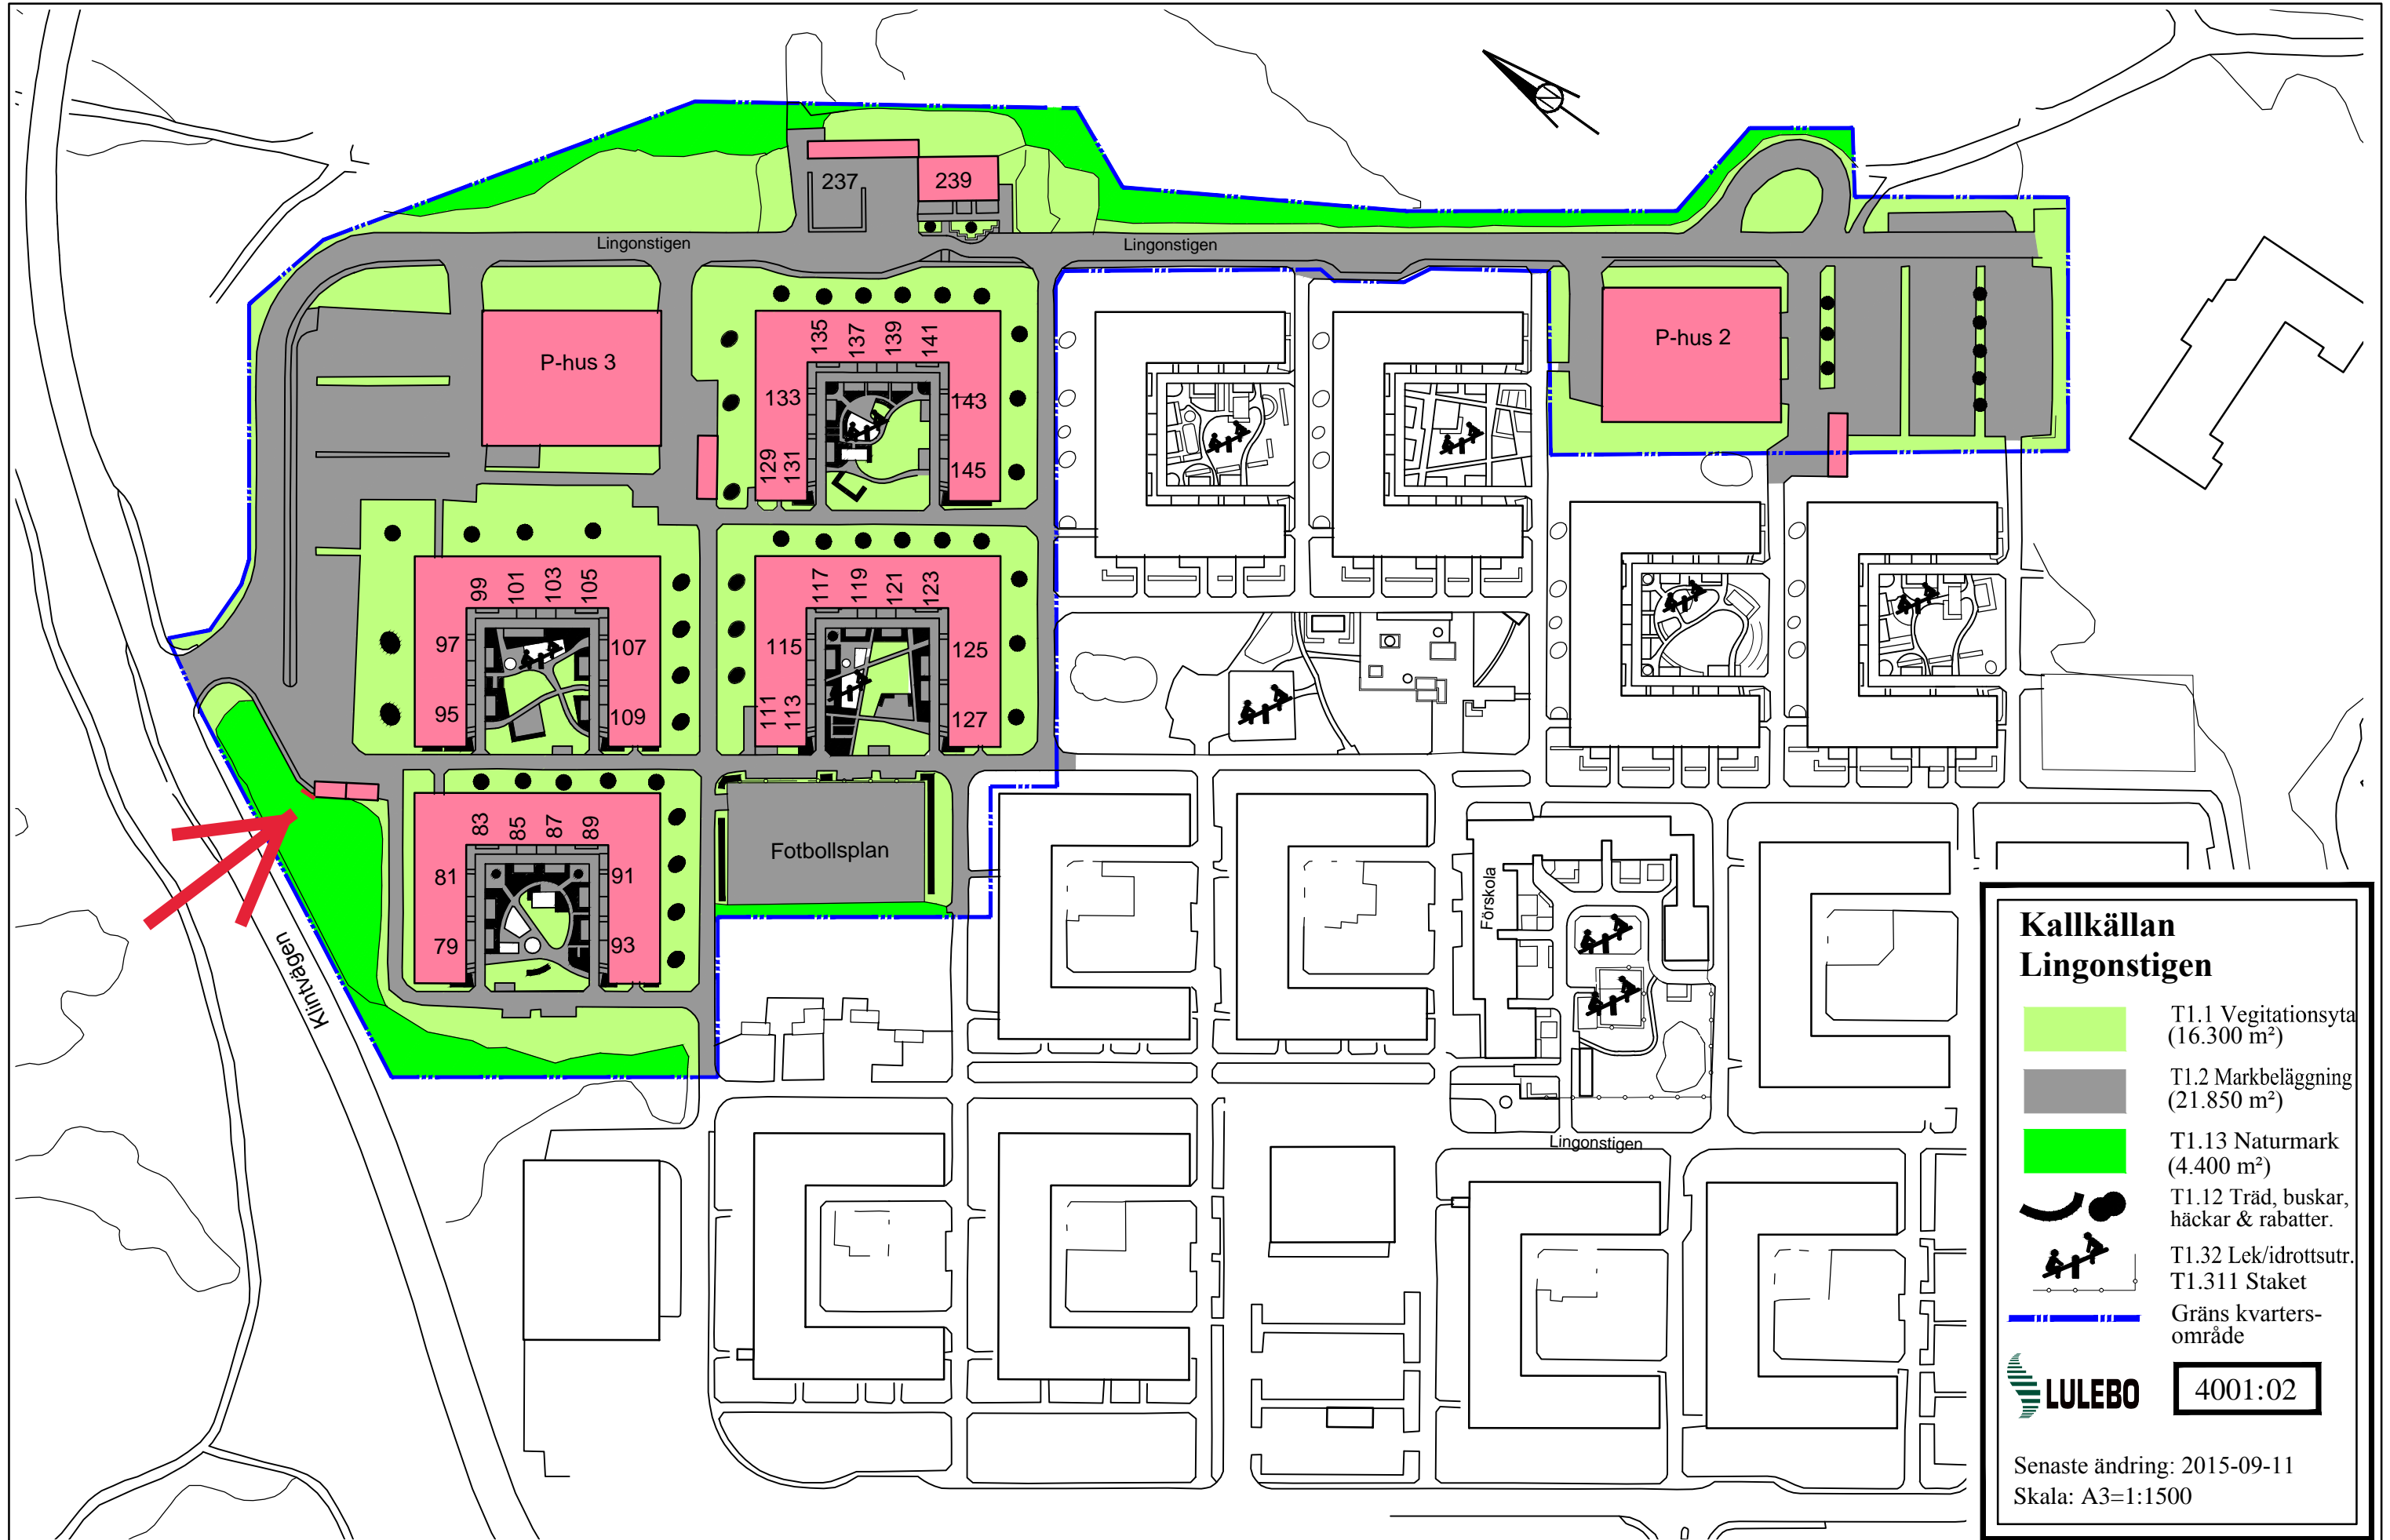 237
239
Lingonstigen
Lingonstigen
P-hus 3
P-hus 2
135
137
139
141
133
143
129
131
145
99
101
103
105
97
107
95
109
117
119
121
123
115
125
111
113
127
83
85
87
89
81
91
79
93
Fotbollsplan
Förskola
Klintvägen
Lingonstigen
Kallkällan
Lingonstigen
T1.1 Vegitationsyta
(16.300 m²)
T1.2 Markbeläggning
(21.850 m²)
T1.13 Naturmark
(4.400 m²)
T1.12 Träd, buskar,
häckar & rabatter.
T1.32 Lek/idrottsutr.
T1.311 Staket
Gräns kvarters-
område
LULEBO
4001:02
Senaste ändring: 2015-09-11
Skala: A3=1:1500